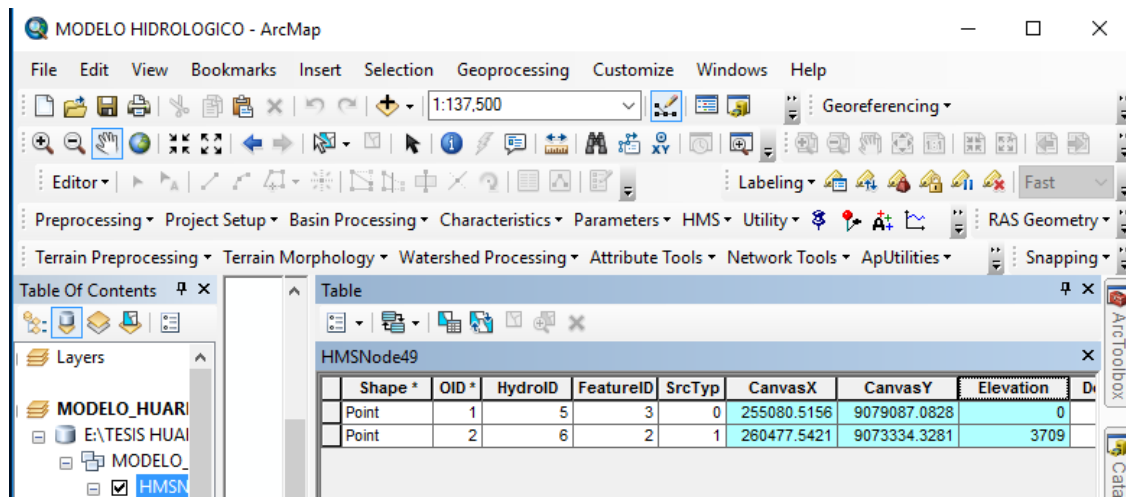 MODELO HIDROLOGICO - ArcMap
File Edit View Bookmarks Insert Selection Geoprocessing Customize Windows Help
1:137,500 Georeferencing
XY
Editor Labeling Fast
Preprocessing Project Setup Basin Processing Characteristics Parameters HMS Utility RAS Geometry
Terrain Preprocessing Terrain Morphology Watershed Processing Attribute Tools Network Tools ApUtilities Snapping
Table Of Contents Table
Layers HMSNode49
Shape * OID * HydroID FeatureID SrcTyp CanvasX CanvasY Elevation De
Point 1 5 3 0 255080.5156 9079087.0828 0
Point 2 6 2 1 260477.5421 9073334.3281 3709
MODELO_HUARI
E:\TESIS HUAI
MODELO_
HMSN
ArcToolbox
Cata